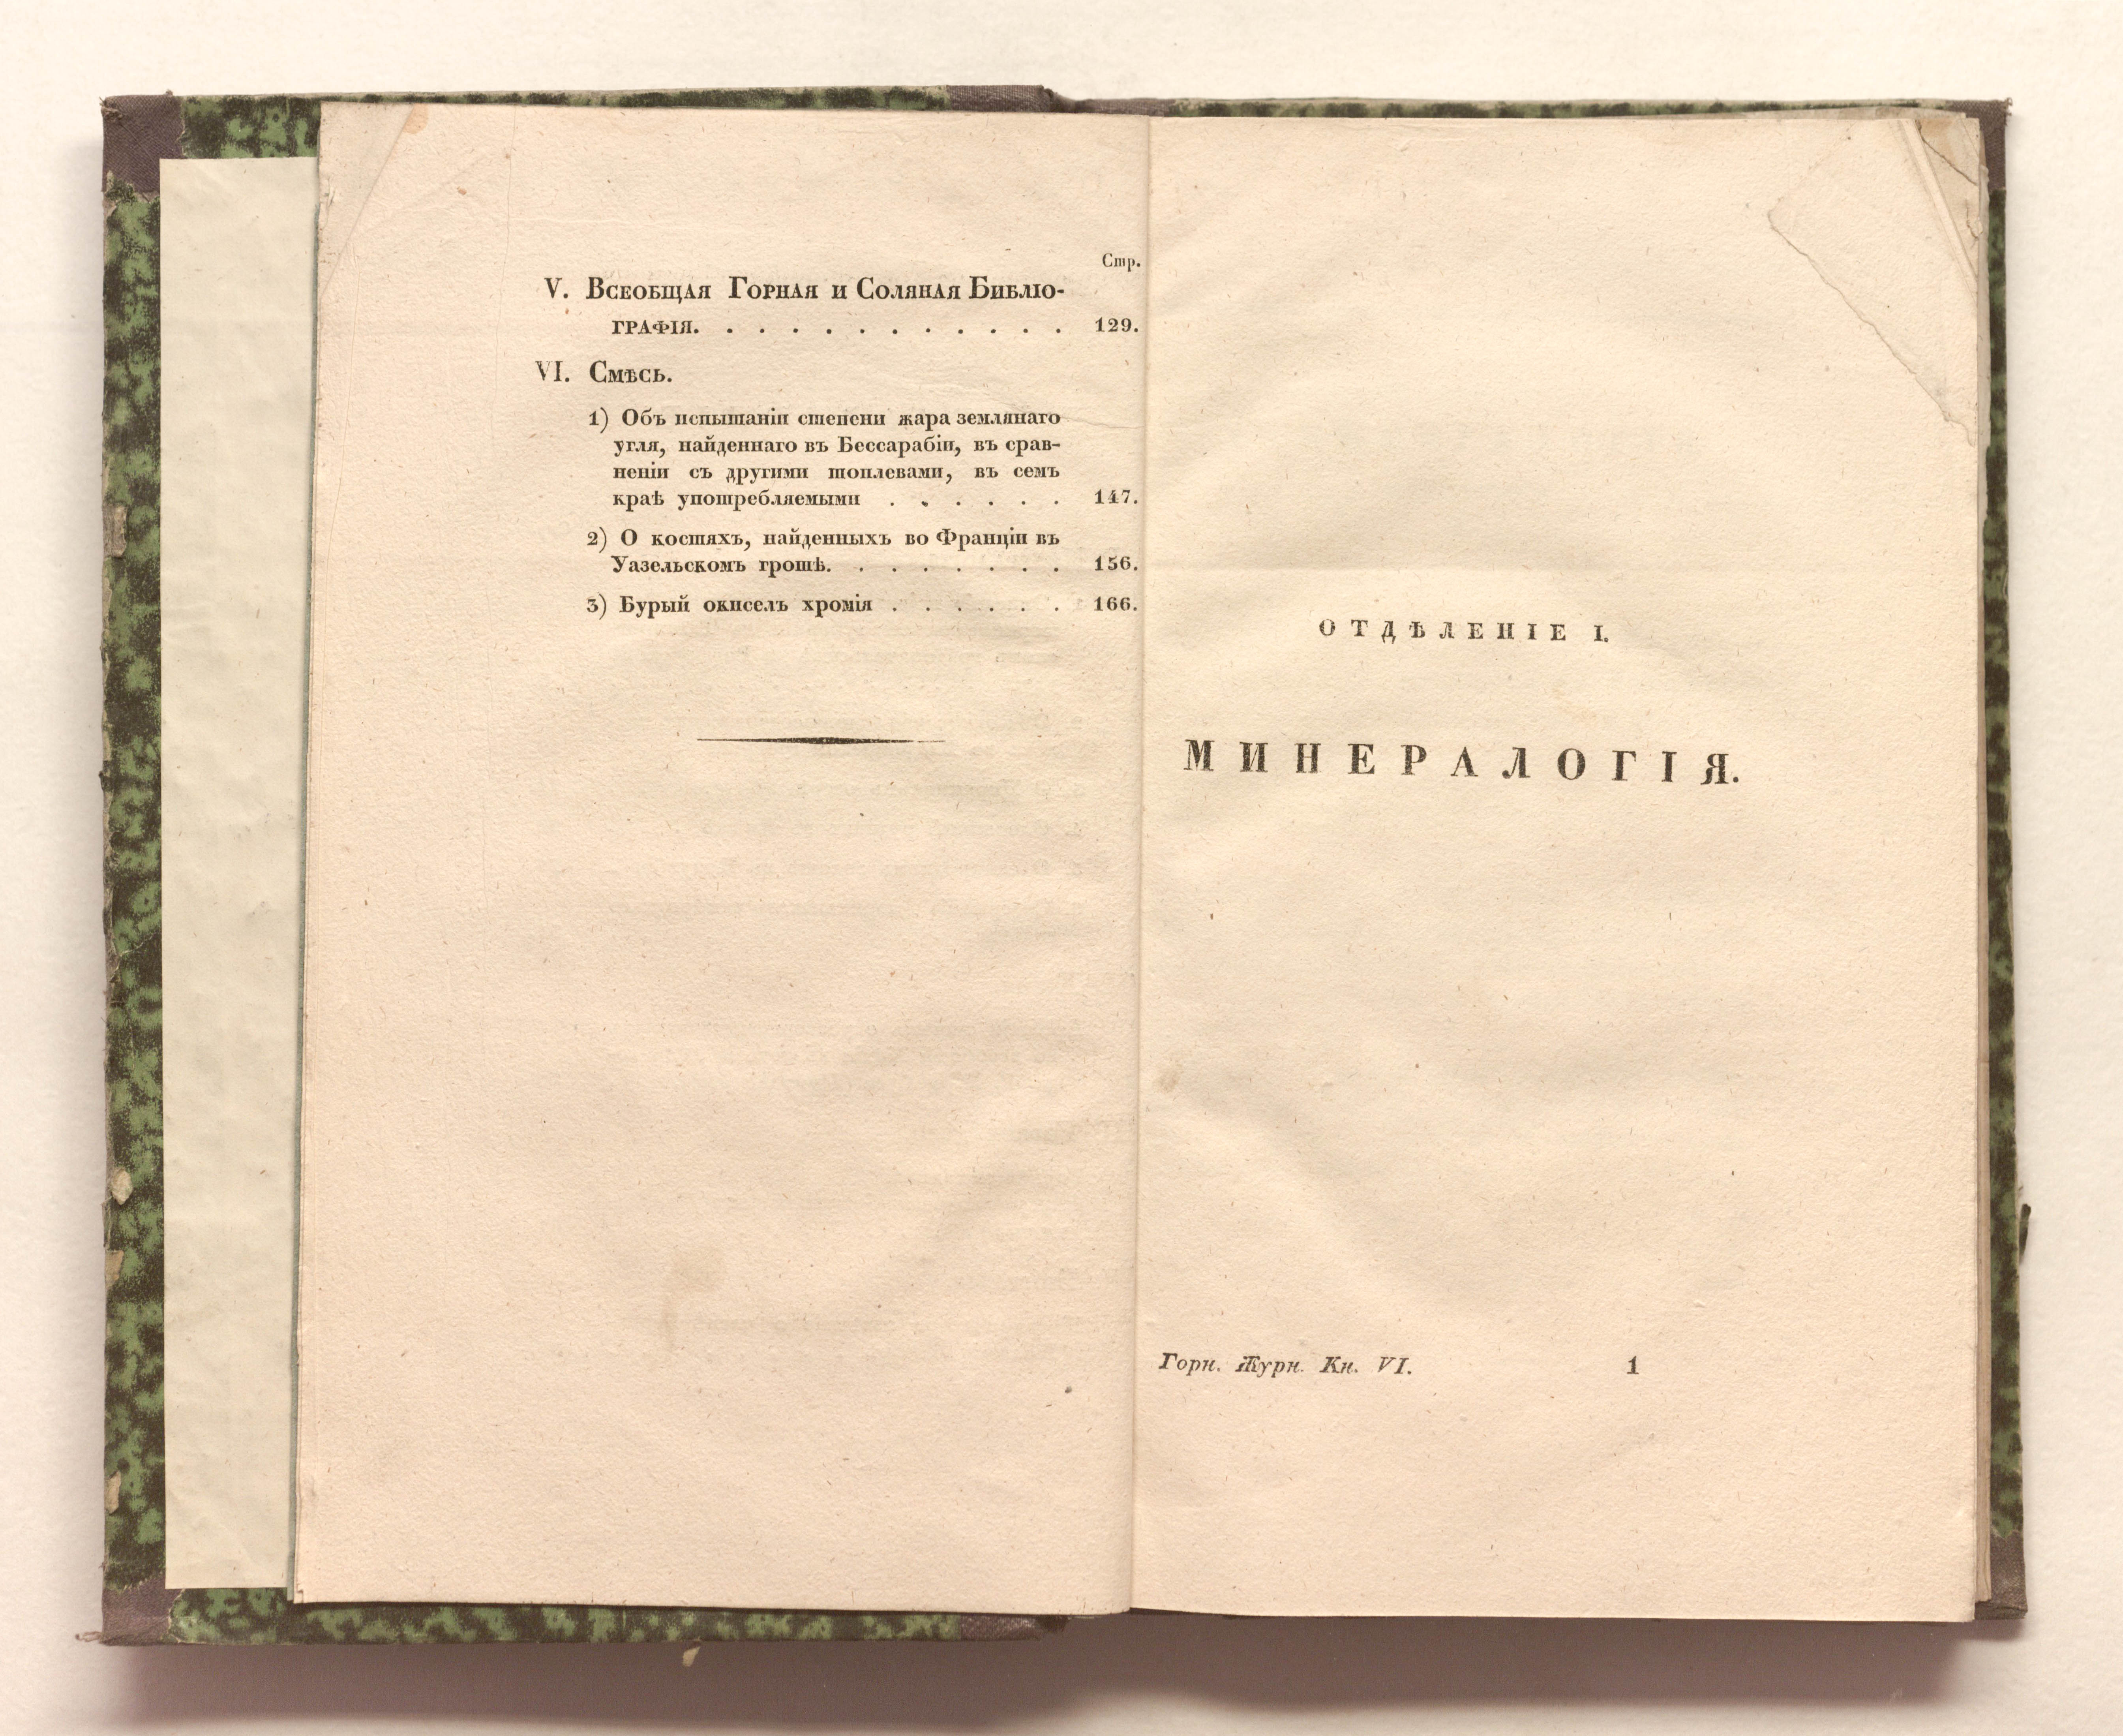 Стр.
V. Всеобщая Горная и Соляная Библіо-
графія. . . . . . . . . . . . 129.
VI. Смѣсь.
1) Объ испытаніи степени жара землянаго
угля, найденнаго въ Бессарабіи, въ срав-
неніи съ другими топлевами, въ семъ
краѣ употребляемыми . . . . . . 147.
2) О костяхъ, найденныхъ во Франціи въ
Уазельскомъ гротѣ. . . . . . . . 156.
3) Бурый окиселъ хромія . . . . . . 166.
ОТДѢЛЕНІЕ I.
МИНЕРАЛОГІЯ.
Горн. Журн. Кн. VI. 1